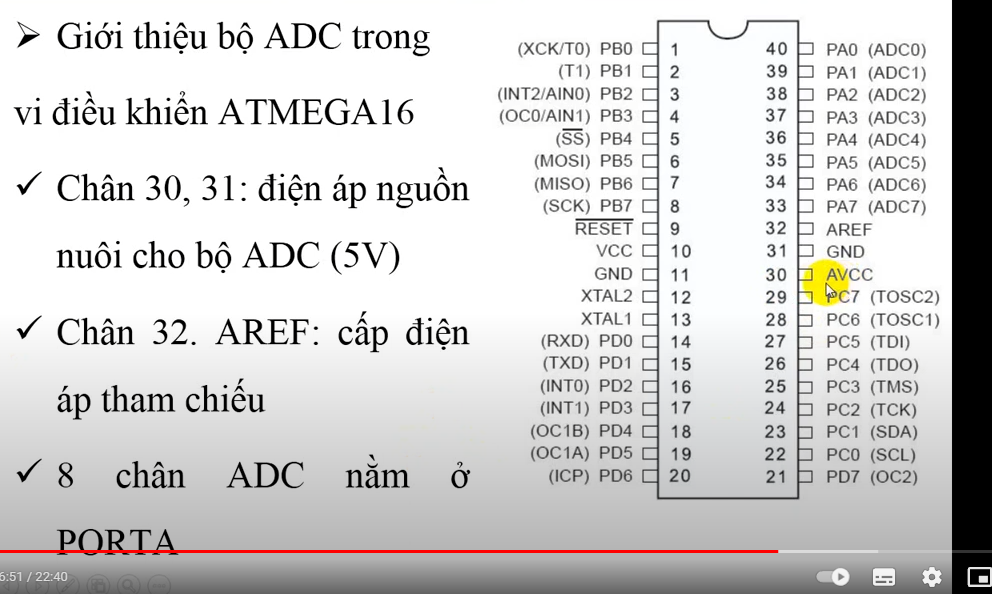 ➢ Giới thiệu bộ ADC trong
vi điều khiển ATMEGA16
✓ Chân 30, 31: điện áp nguồn
nuôi cho bộ ADC (5V)
✓ Chân 32. AREF: cấp điện
áp tham chiếu
✓ 8 chân ADC nằm ở
PORTA
(XCK/T0) PB0 1 40 PA0 (ADC0)
(T1) PB1 2 39 PA1 (ADC1)
(INT2/AIN0) PB2 3 38 PA2 (ADC2)
(OC0/AIN1) PB3 4 37 PA3 (ADC3)
(SS) PB4 5 36 PA4 (ADC4)
(MOSI) PB5 6 35 PA5 (ADC5)
(MISO) PB6 7 34 PA6 (ADC6)
(SCK) PB7 8 33 PA7 (ADC7)
RESET 9 32 AREF
VCC 10 31 GND
GND 11 30 AVCC
XTAL2 12 29 PC7 (TOSC2)
XTAL1 13 28 PC6 (TOSC1)
(RXD) PD0 14 27 PC5 (TDI)
(TXD) PD1 15 26 PC4 (TDO)
(INT0) PD2 16 25 PC3 (TMS)
(INT1) PD3 17 24 PC2 (TCK)
(OC1B) PD4 18 23 PC1 (SDA)
(OC1A) PD5 19 22 PC0 (SCL)
(ICP) PD6 20 21 PD7 (OC2)
6:51 / 22:40